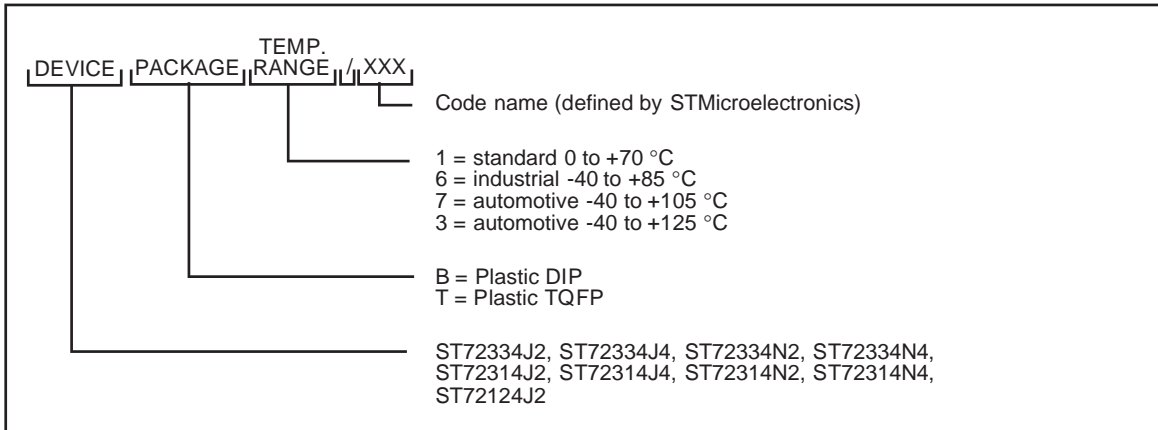 TEMP.
DEVICE PACKAGE RANGE / XXX
Code name (defined by STMicroelectronics)
1 = standard 0 to +70 °C
6 = industrial -40 to +85 °C
7 = automotive -40 to +105 °C
3 = automotive -40 to +125 °C
B = Plastic DIP
T = Plastic TQFP
ST72334J2, ST72334J4, ST72334N2, ST72334N4,
ST72314J2, ST72314J4, ST72314N2, ST72314N4,
ST72124J2